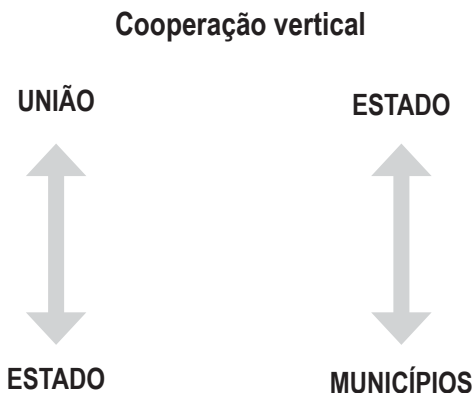 Cooperação vertical
UNIÃO
ESTADO
ESTADO
MUNICÍPIOS